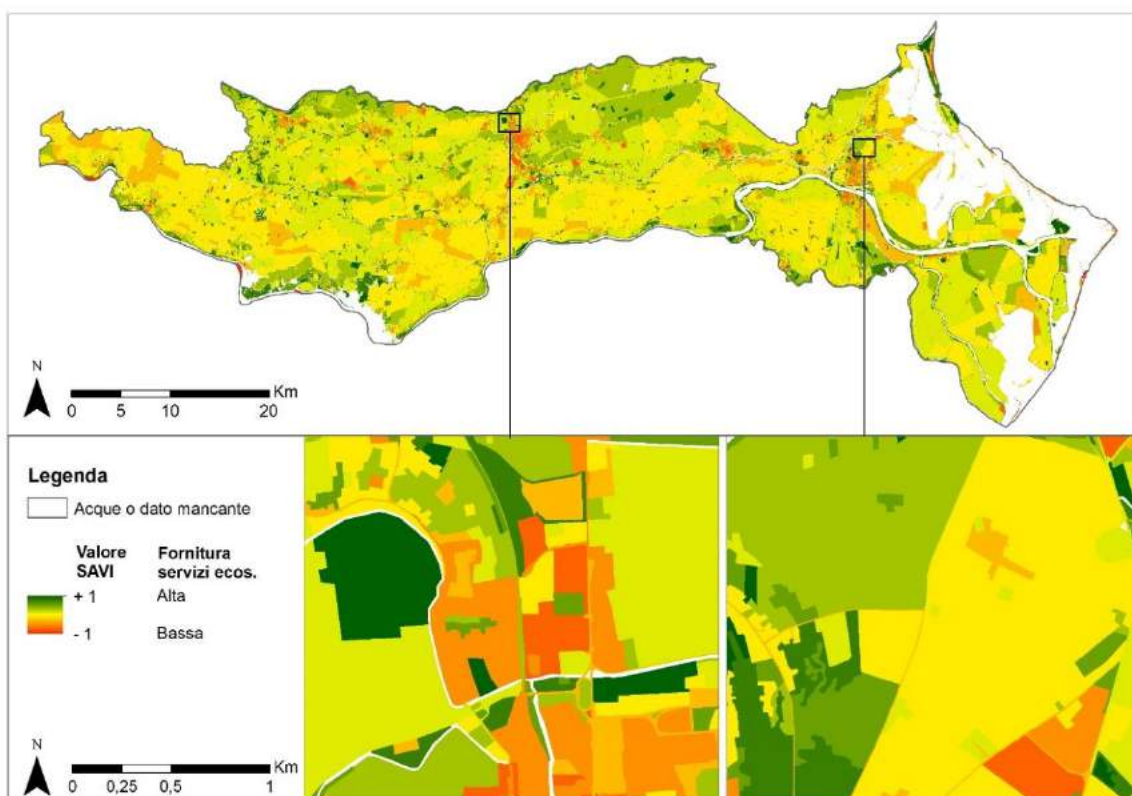 N
Km
0 5 10 20
Legenda
Acque o dato mancante
Valore SAVI
Fornitura servizi ecos.
+ 1 Alta
- 1 Bassa
N
Km
0 0,25 0,5 1